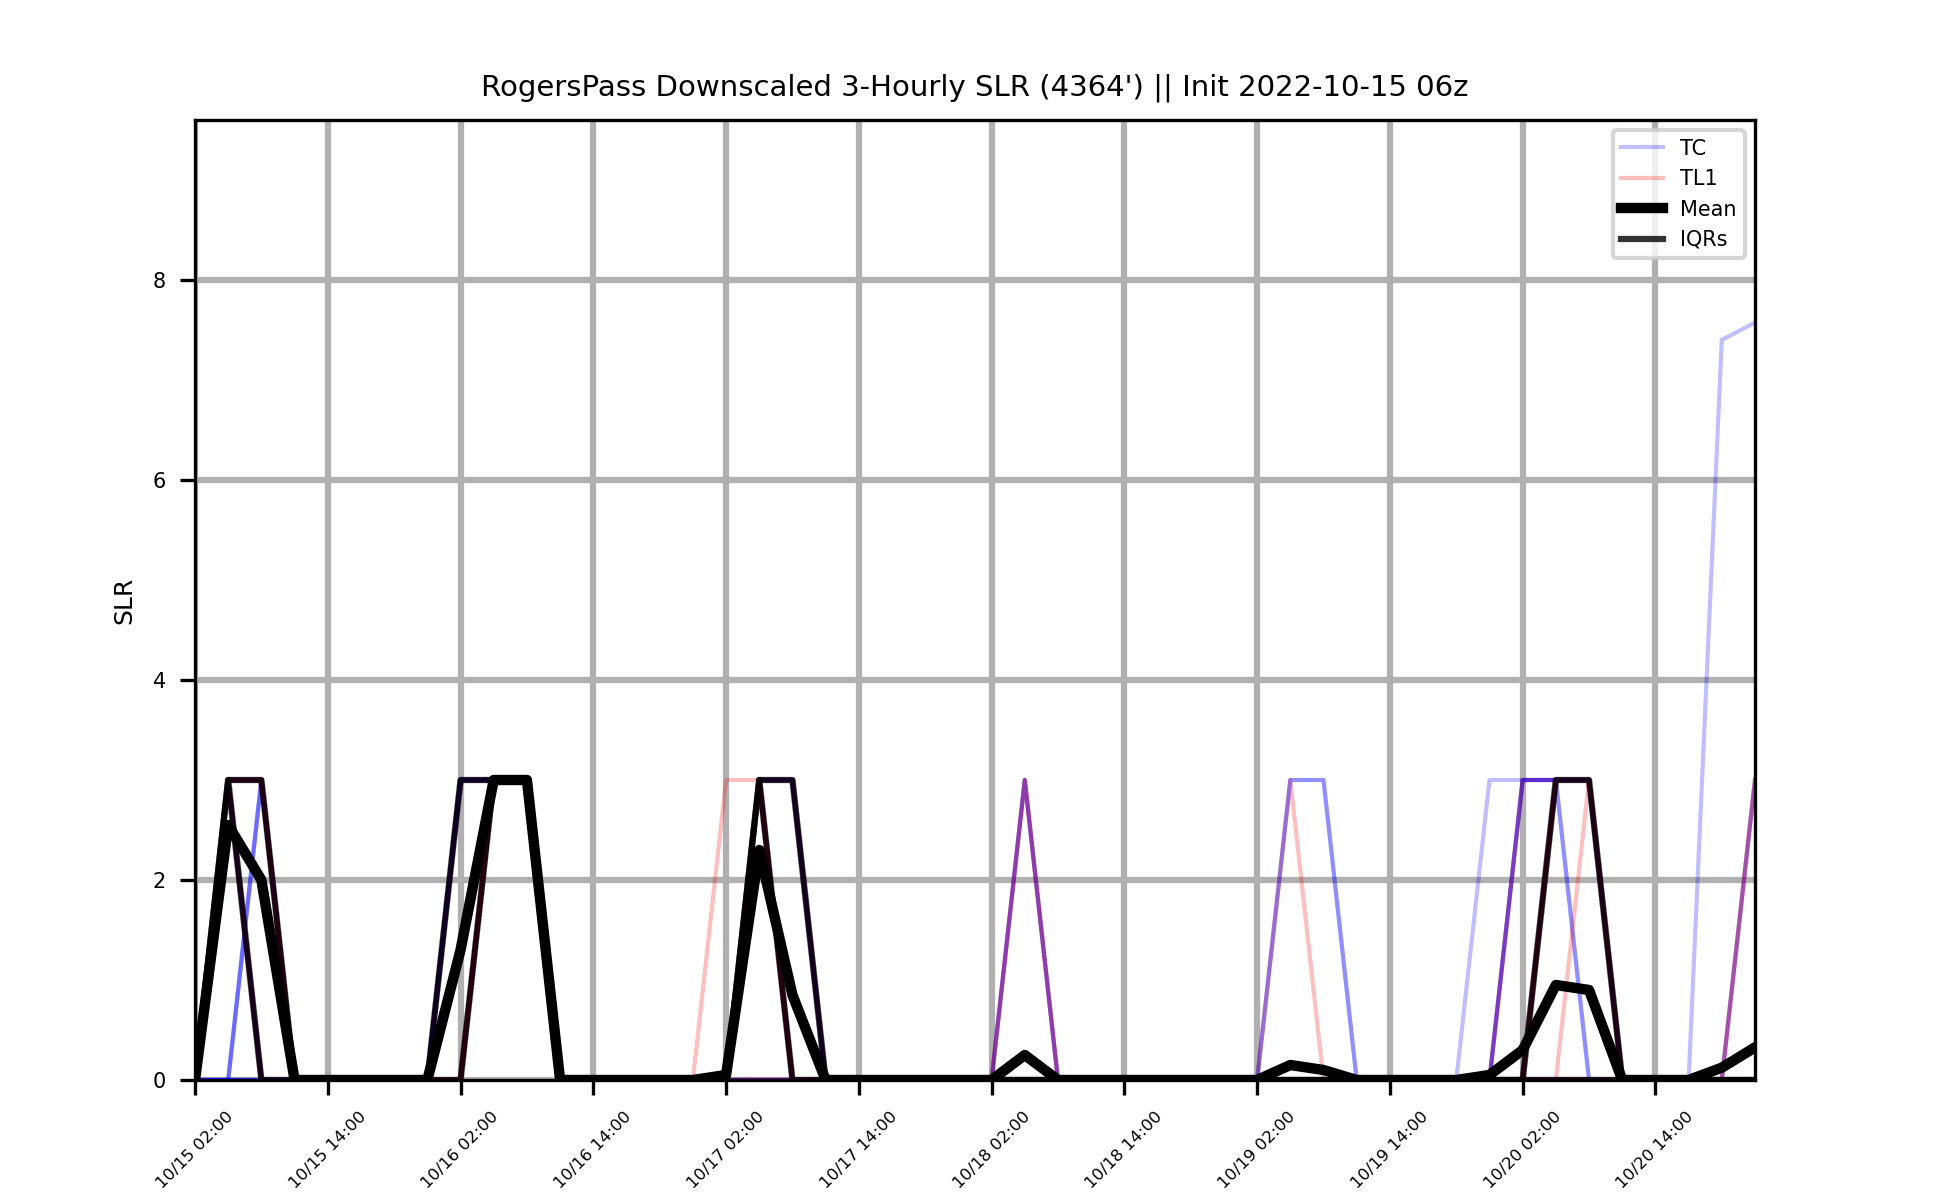 RogersPass Downscaled 3-Hourly SLR (4364') || Init 2022-10-15 06z
TC
TL1
Mean
IQRs
SLR
8
6
4
2
0
10/15 02:00
10/15 14:00
10/16 02:00
10/16 14:00
10/17 02:00
10/17 14:00
10/18 02:00
10/18 14:00
10/19 02:00
10/19 14:00
10/20 02:00
10/20 14:00